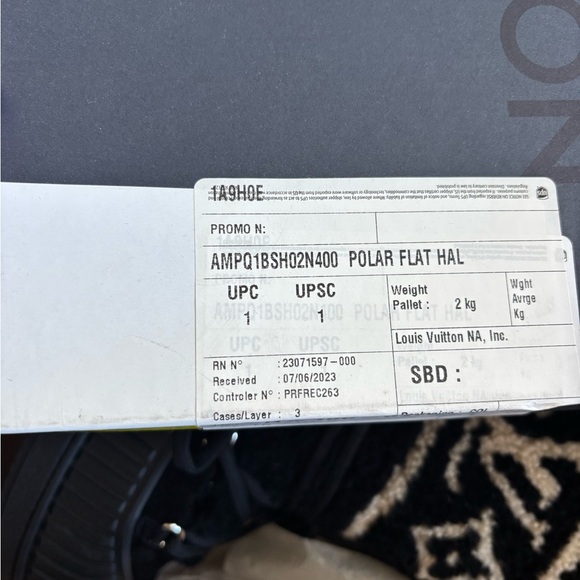 ON
1A9H0E
PROMO N:
AMPQ1BSH02N400 POLAR FLAT HAL
UPC UPSC
1 1
Weight
Pallet : 2 kg
Wght
Avrge
Kg
Louis Vuitton NA, Inc.
RN N° : 23071597-000
Received : 07/06/2023
Controler N° : PRFREC263
Cases/Layer : 3
SBD :